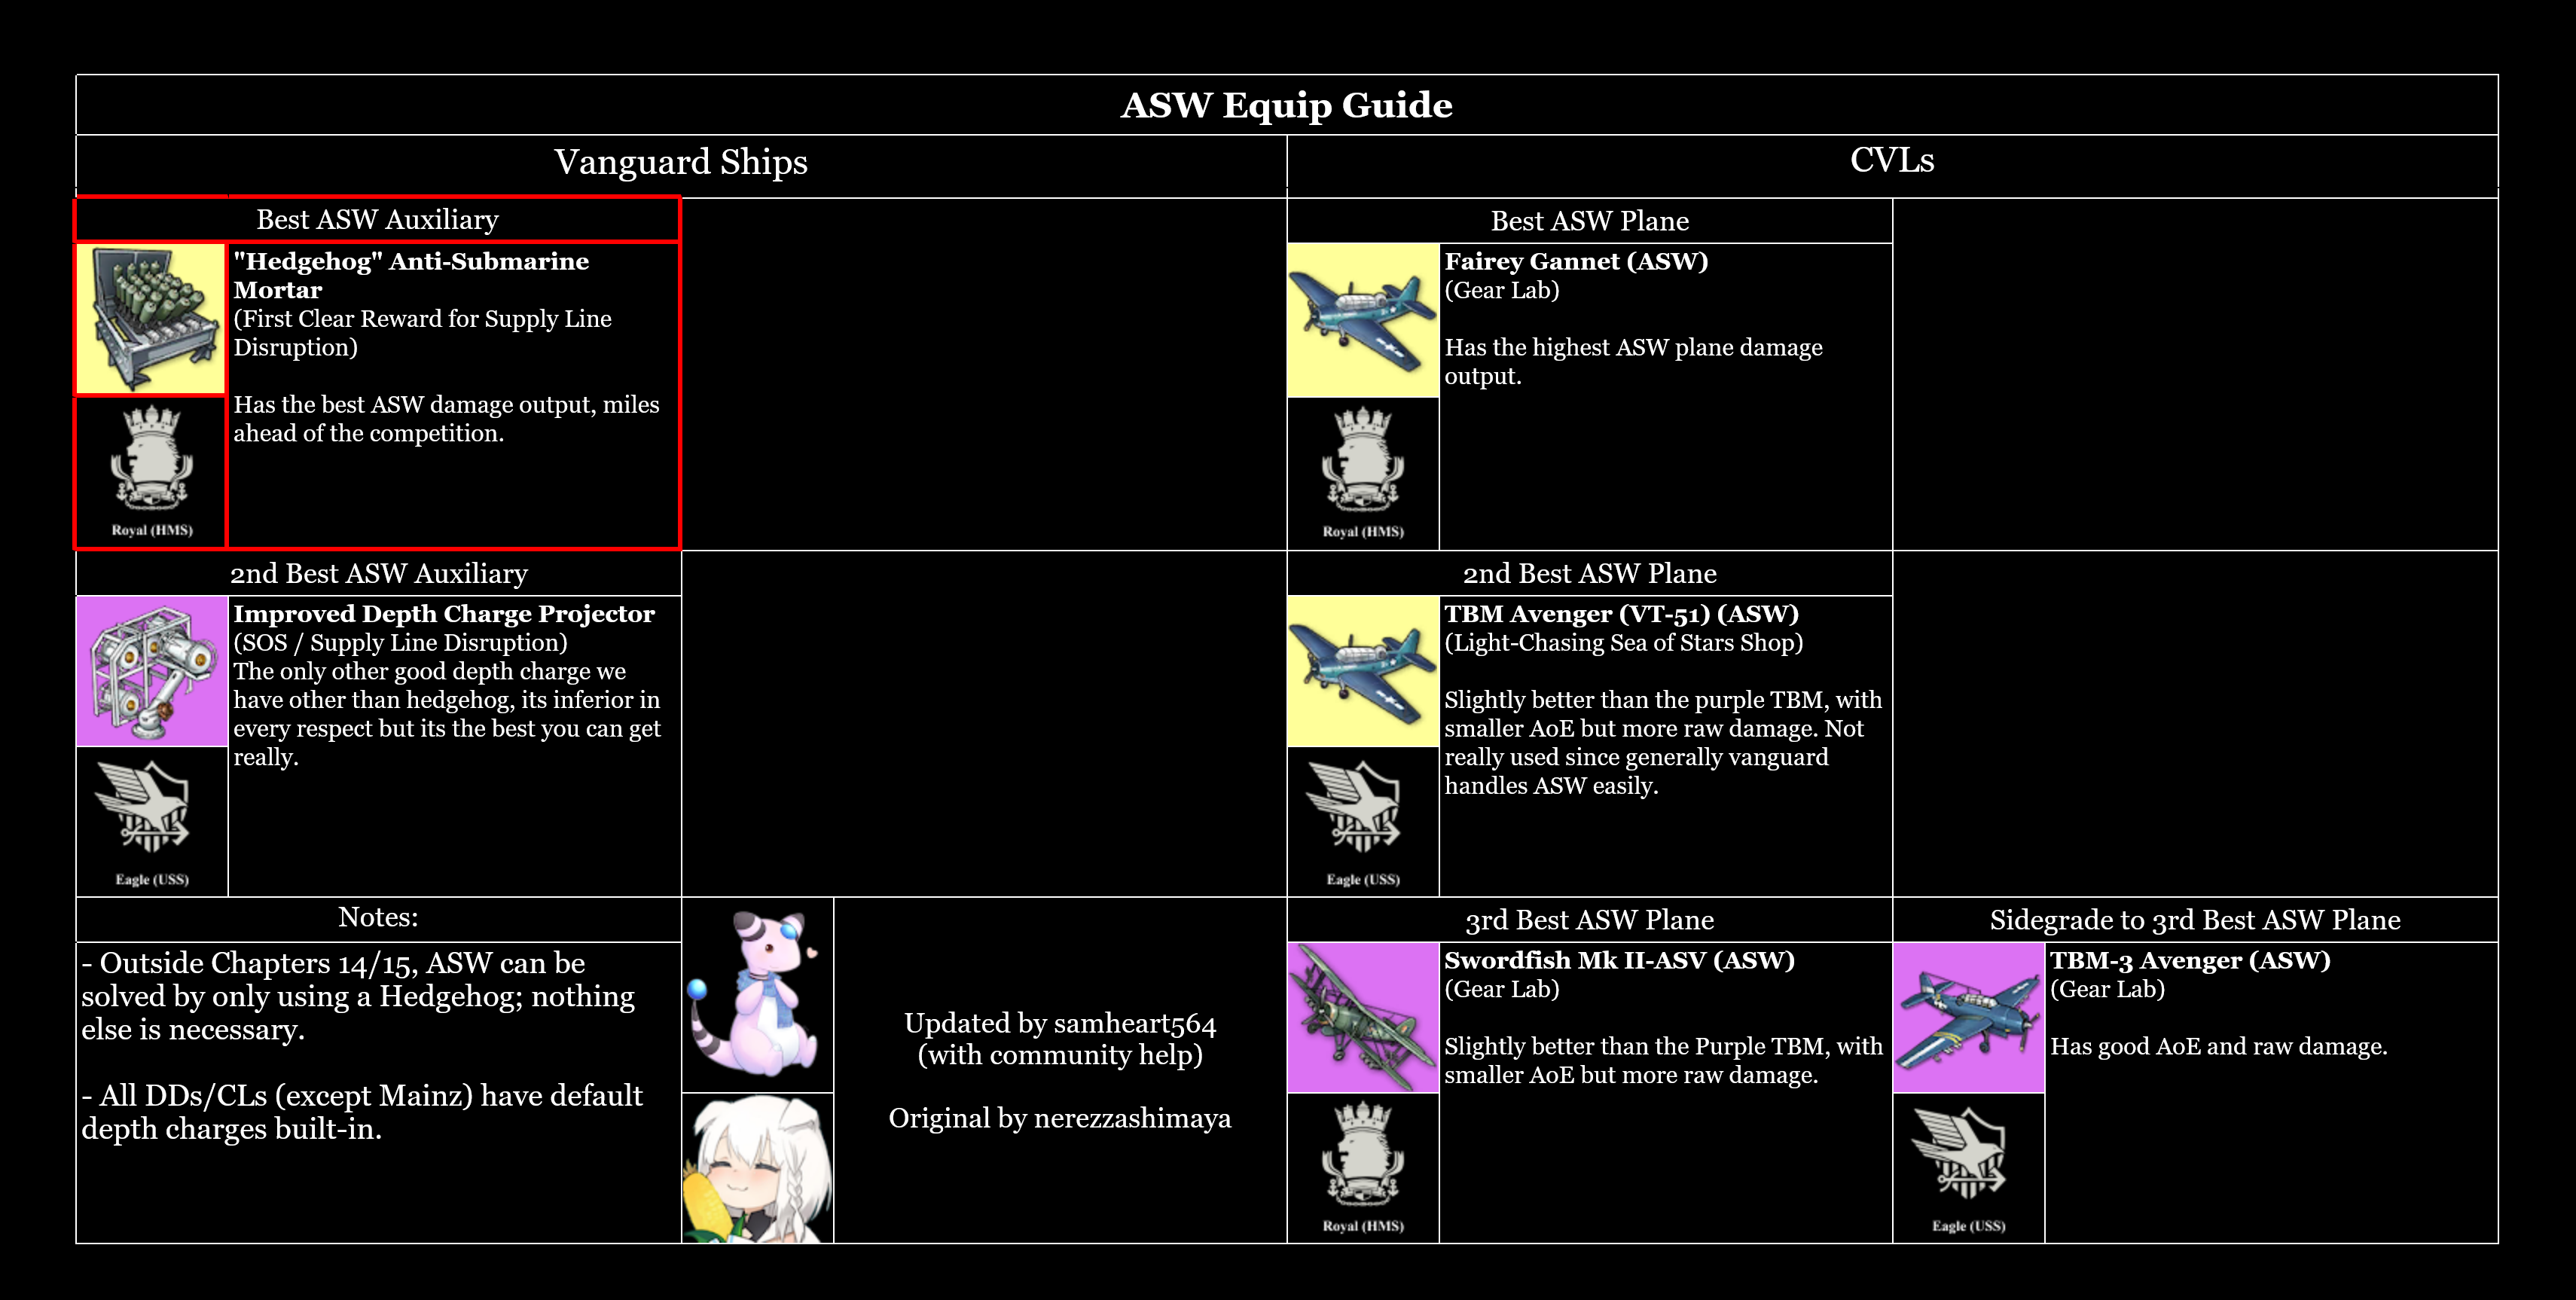 ASW Equip Guide
Vanguard Ships
CVLs
Best ASW Auxiliary
"Hedgehog" Anti-Submarine
Mortar
(First Clear Reward for Supply Line
Disruption)
Has the best ASW damage output, miles
ahead of the competition.
Royal (HMS)
Best ASW Plane
Fairey Gannet (ASW)
(Gear Lab)
Has the highest ASW plane damage
output.
Royal (HMS)
2nd Best ASW Auxiliary
Improved Depth Charge Projector
(SOS / Supply Line Disruption)
The only other good depth charge we
have other than hedgehog, its inferior in
every respect but its the best you can get
really.
Eagle (USS)
2nd Best ASW Plane
TBM Avenger (VT-51) (ASW)
(Light-Chasing Sea of Stars Shop)
Slightly better than the purple TBM, with
smaller AoE but more raw damage. Not
really used since generally vanguard
handles ASW easily.
Eagle (USS)
Notes:
- Outside Chapters 14/15, ASW can be
solved by only using a Hedgehog; nothing
else is necessary.
- All DDs/CLs (except Mainz) have default
depth charges built-in.
Updated by samheart564
(with community help)
Original by nerezzashimaya
3rd Best ASW Plane
Swordfish Mk II-ASV (ASW)
(Gear Lab)
Slightly better than the Purple TBM, with
smaller AoE but more raw damage.
Royal (HMS)
Sidegrade to 3rd Best ASW Plane
TBM-3 Avenger (ASW)
(Gear Lab)
Has good AoE and raw damage.
Eagle (USS)